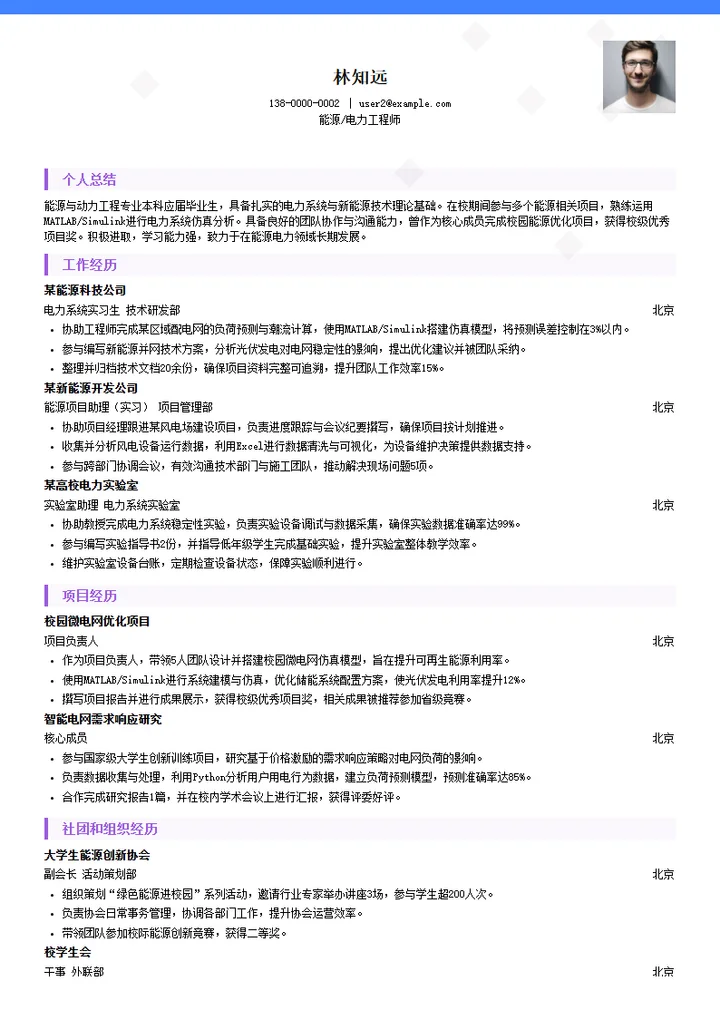 林知远
138-0000-0002 | user2@example.com
能源/电力工程师
个人总结
能源与动力工程专业本科应届毕业生，具备扎实的电力系统与新能源技术理论基础。在校期间参与多个能源相关项目，熟练运用
MATLAB/Simulink进行电力系统仿真分析。具备良好的团队协作与沟通能力，曾作为核心成员完成校园能源优化项目，获得校级优秀
项目奖。积极进取，学习能力强，致力于在能源电力领域长期发展。
工作经历
某能源科技公司
电力系统实习生 技术研发部 北京
• 协助工程师完成某区域配电网的负荷预测与潮流计算，使用MATLAB/Simulink搭建仿真模型，将预测误差控制在3%以内。
• 参与编写新能源并网技术方案，分析光伏发电对电网稳定性的影响，提出优化建议并被团队采纳。
• 整理并归档技术文档20余份，确保项目资料完整可追溯，提升团队工作效率15%。
某新能源开发公司
能源项目助理（实习） 项目管理部 北京
• 协助项目经理跟进某风电场建设项目，负责进度跟踪与会议纪要撰写，确保项目按计划推进。
• 收集并分析风电设备运行数据，利用Excel进行数据清洗与可视化，为设备维护决策提供数据支持。
• 参与跨部门协调会议，有效沟通技术部门与施工团队，推动解决现场问题5项。
某高校电力实验室
实验室助理 电力系统实验室 北京
• 协助教授完成电力系统稳定性实验，负责实验设备调试与数据采集，确保实验数据准确率达99%。
• 参与编写实验指导书2份，并指导低年级学生完成基础实验，提升实验室整体教学效率。
• 维护实验室设备台账，定期检查设备状态，保障实验顺利进行。
项目经历
校园微电网优化项目
项目负责人 北京
• 作为项目负责人，带领5人团队设计并搭建校园微电网仿真模型，旨在提升可再生能源利用率。
• 使用MATLAB/Simulink进行系统建模与仿真，优化储能系统配置方案，使光伏发电利用率提升12%。
• 撰写项目报告并进行成果展示，获得校级优秀项目奖，相关成果被推荐参加省级竞赛。
智能电网需求响应研究
核心成员 北京
• 参与国家级大学生创新训练项目，研究基于价格激励的需求响应策略对电网负荷的影响。
• 负责数据收集与处理，利用Python分析用户用电行为数据，建立负荷预测模型，预测准确率达85%。
• 合作完成研究报告1篇，并在校内学术会议上进行汇报，获得评委好评。
社团和组织经历
大学生能源创新协会
副会长 活动策划部 北京
• 组织策划“绿色能源进校园”系列活动，邀请行业专家举办讲座3场，参与学生超200人次。
• 负责协会日常事务管理，协调各部门工作，提升协会运营效率。
• 带领团队参加校际能源创新竞赛，获得二等奖。
校学生会
干事 外联部 北京